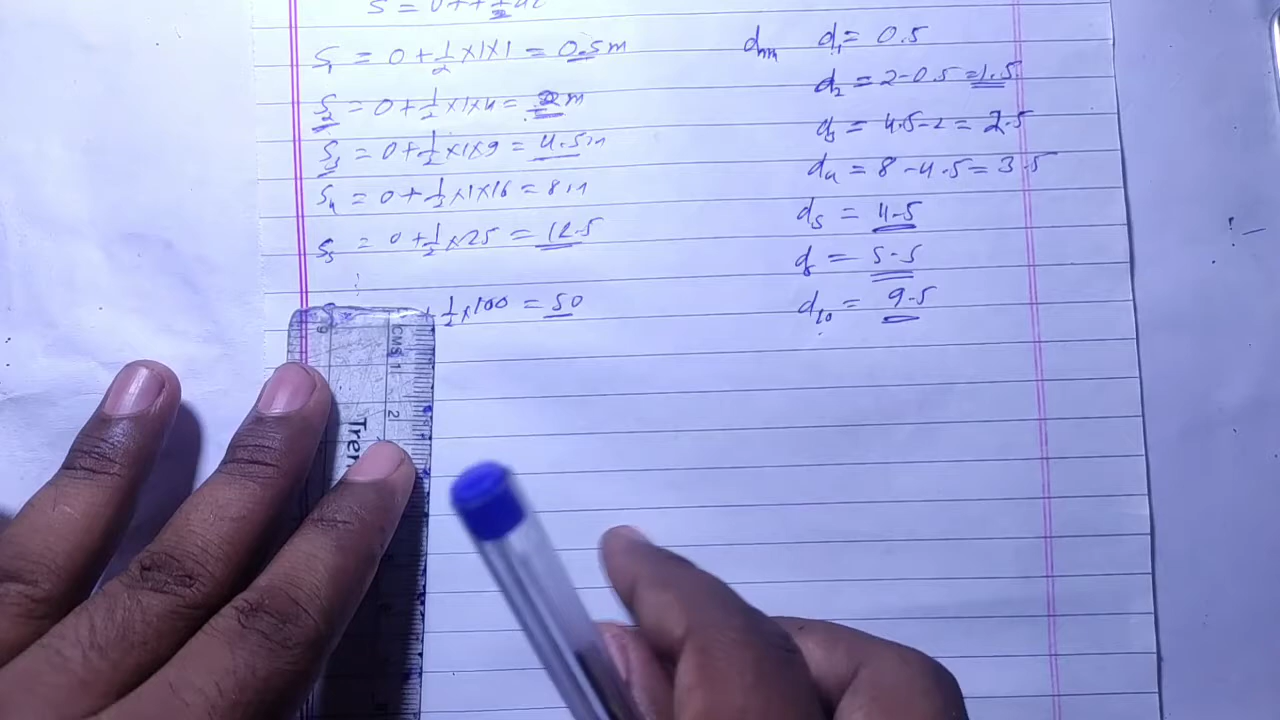 S₁ = 0 + 1/2 × 1 × 1 = 0.5 m
S₂ = 0 + 1/2 × 1 × 4 = 2 m
S₃ = 0 + 1/2 × 1 × 9 = 4.5 m
S₄ = 0 + 1/2 × 1 × 16 = 8 m
S₅ = 0 + 1/2 × 25 = 12.5
1/2 × 100 = 50
d₁ = 0.5
d₂ = 2 - 0.5 = 1.5
d₃ = 4.5 - 2 = 2.5
d₄ = 8 - 4.5 = 3.5
d₅ = 4.5
d₆ = 5.5
d₁₀ = 9.5
CMS 1
2